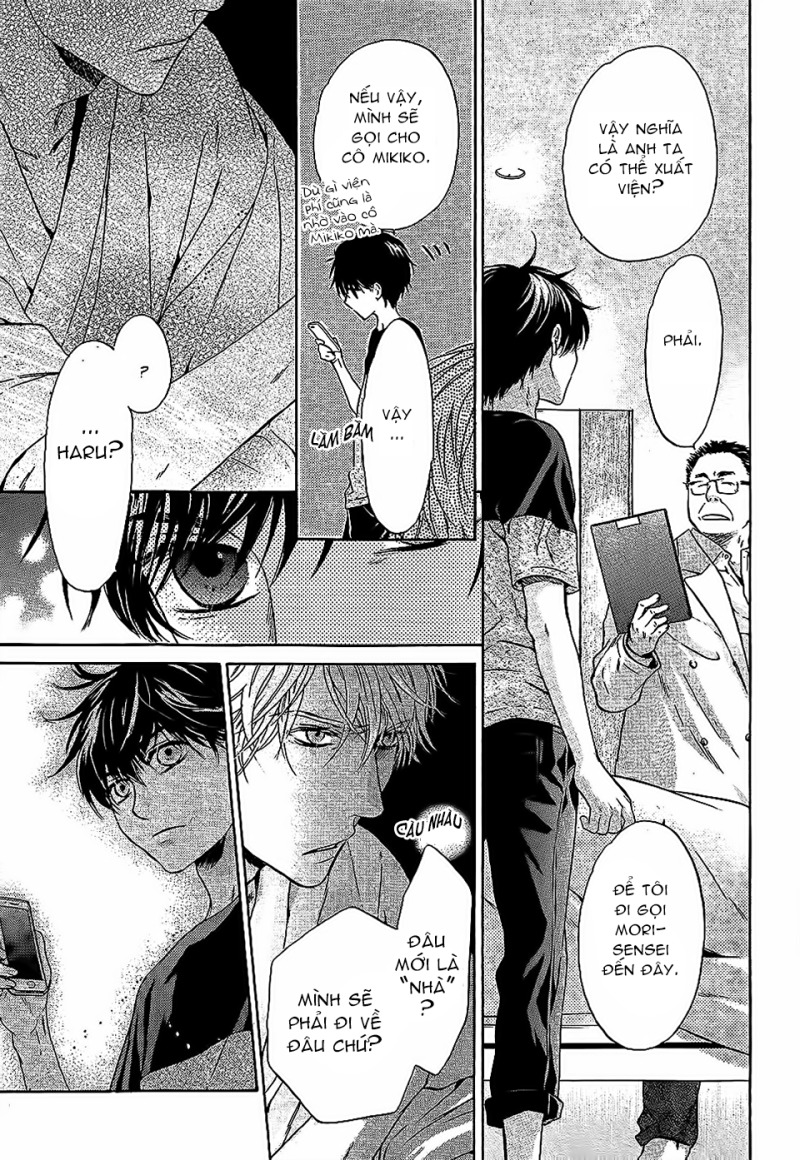 VẬY NGHĨA
LÀ ANH TA
CÓ THỂ XUẤT
VIỆN?
PHẢI.
ĐỂ TÔI
ĐI GỌI
MORI-
SENSEI
ĐẾN ĐÂY.
NẾU VẬY,
MÌNH SẼ
GỌI CHO
CÔ MIKIKO.
Dù gì viện
phí cũng là
nhờ vào cô
Mikiko mà
VẬY
...
LẦM BẦM
?
...
HARU?
CÀU NHÀU
ĐÂU
MỚI LÀ
"NHÀ"
?
MÌNH SẼ
PHẢI ĐI VỀ
ĐÂU CHỨ?